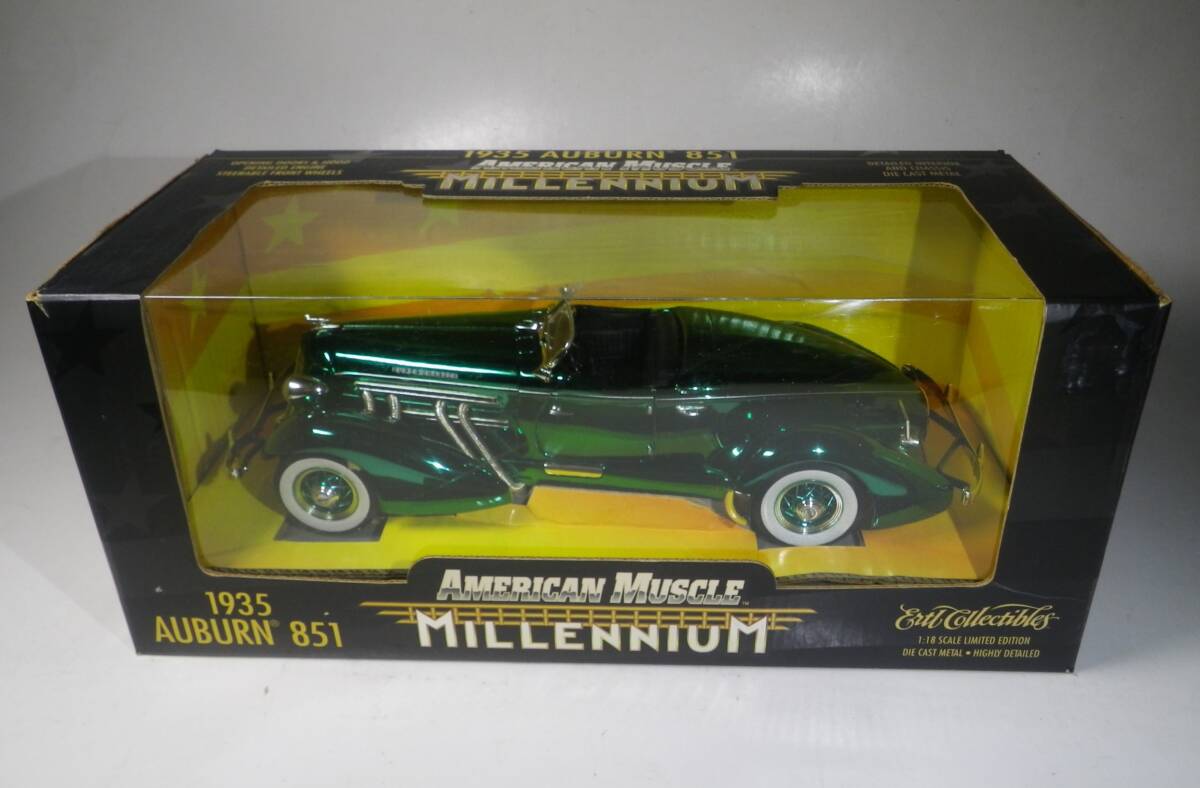 1935 AUBURN® 851
AMERICAN MUSCLE
MILLENNIUM
OPENING DOORS & HOOD
DETAILED ENGINE
STEERABLE FRONT WHEELS
DETAILED INTERIOR
AND CHASSIS
DIE CAST METAL
1935
AUBURN® 851
AMERICAN MUSCLE™
MILLENNIUM
Ertl Collectibles
1:18 SCALE LIMITED EDITION
DIE CAST METAL • HIGHLY DETAILED